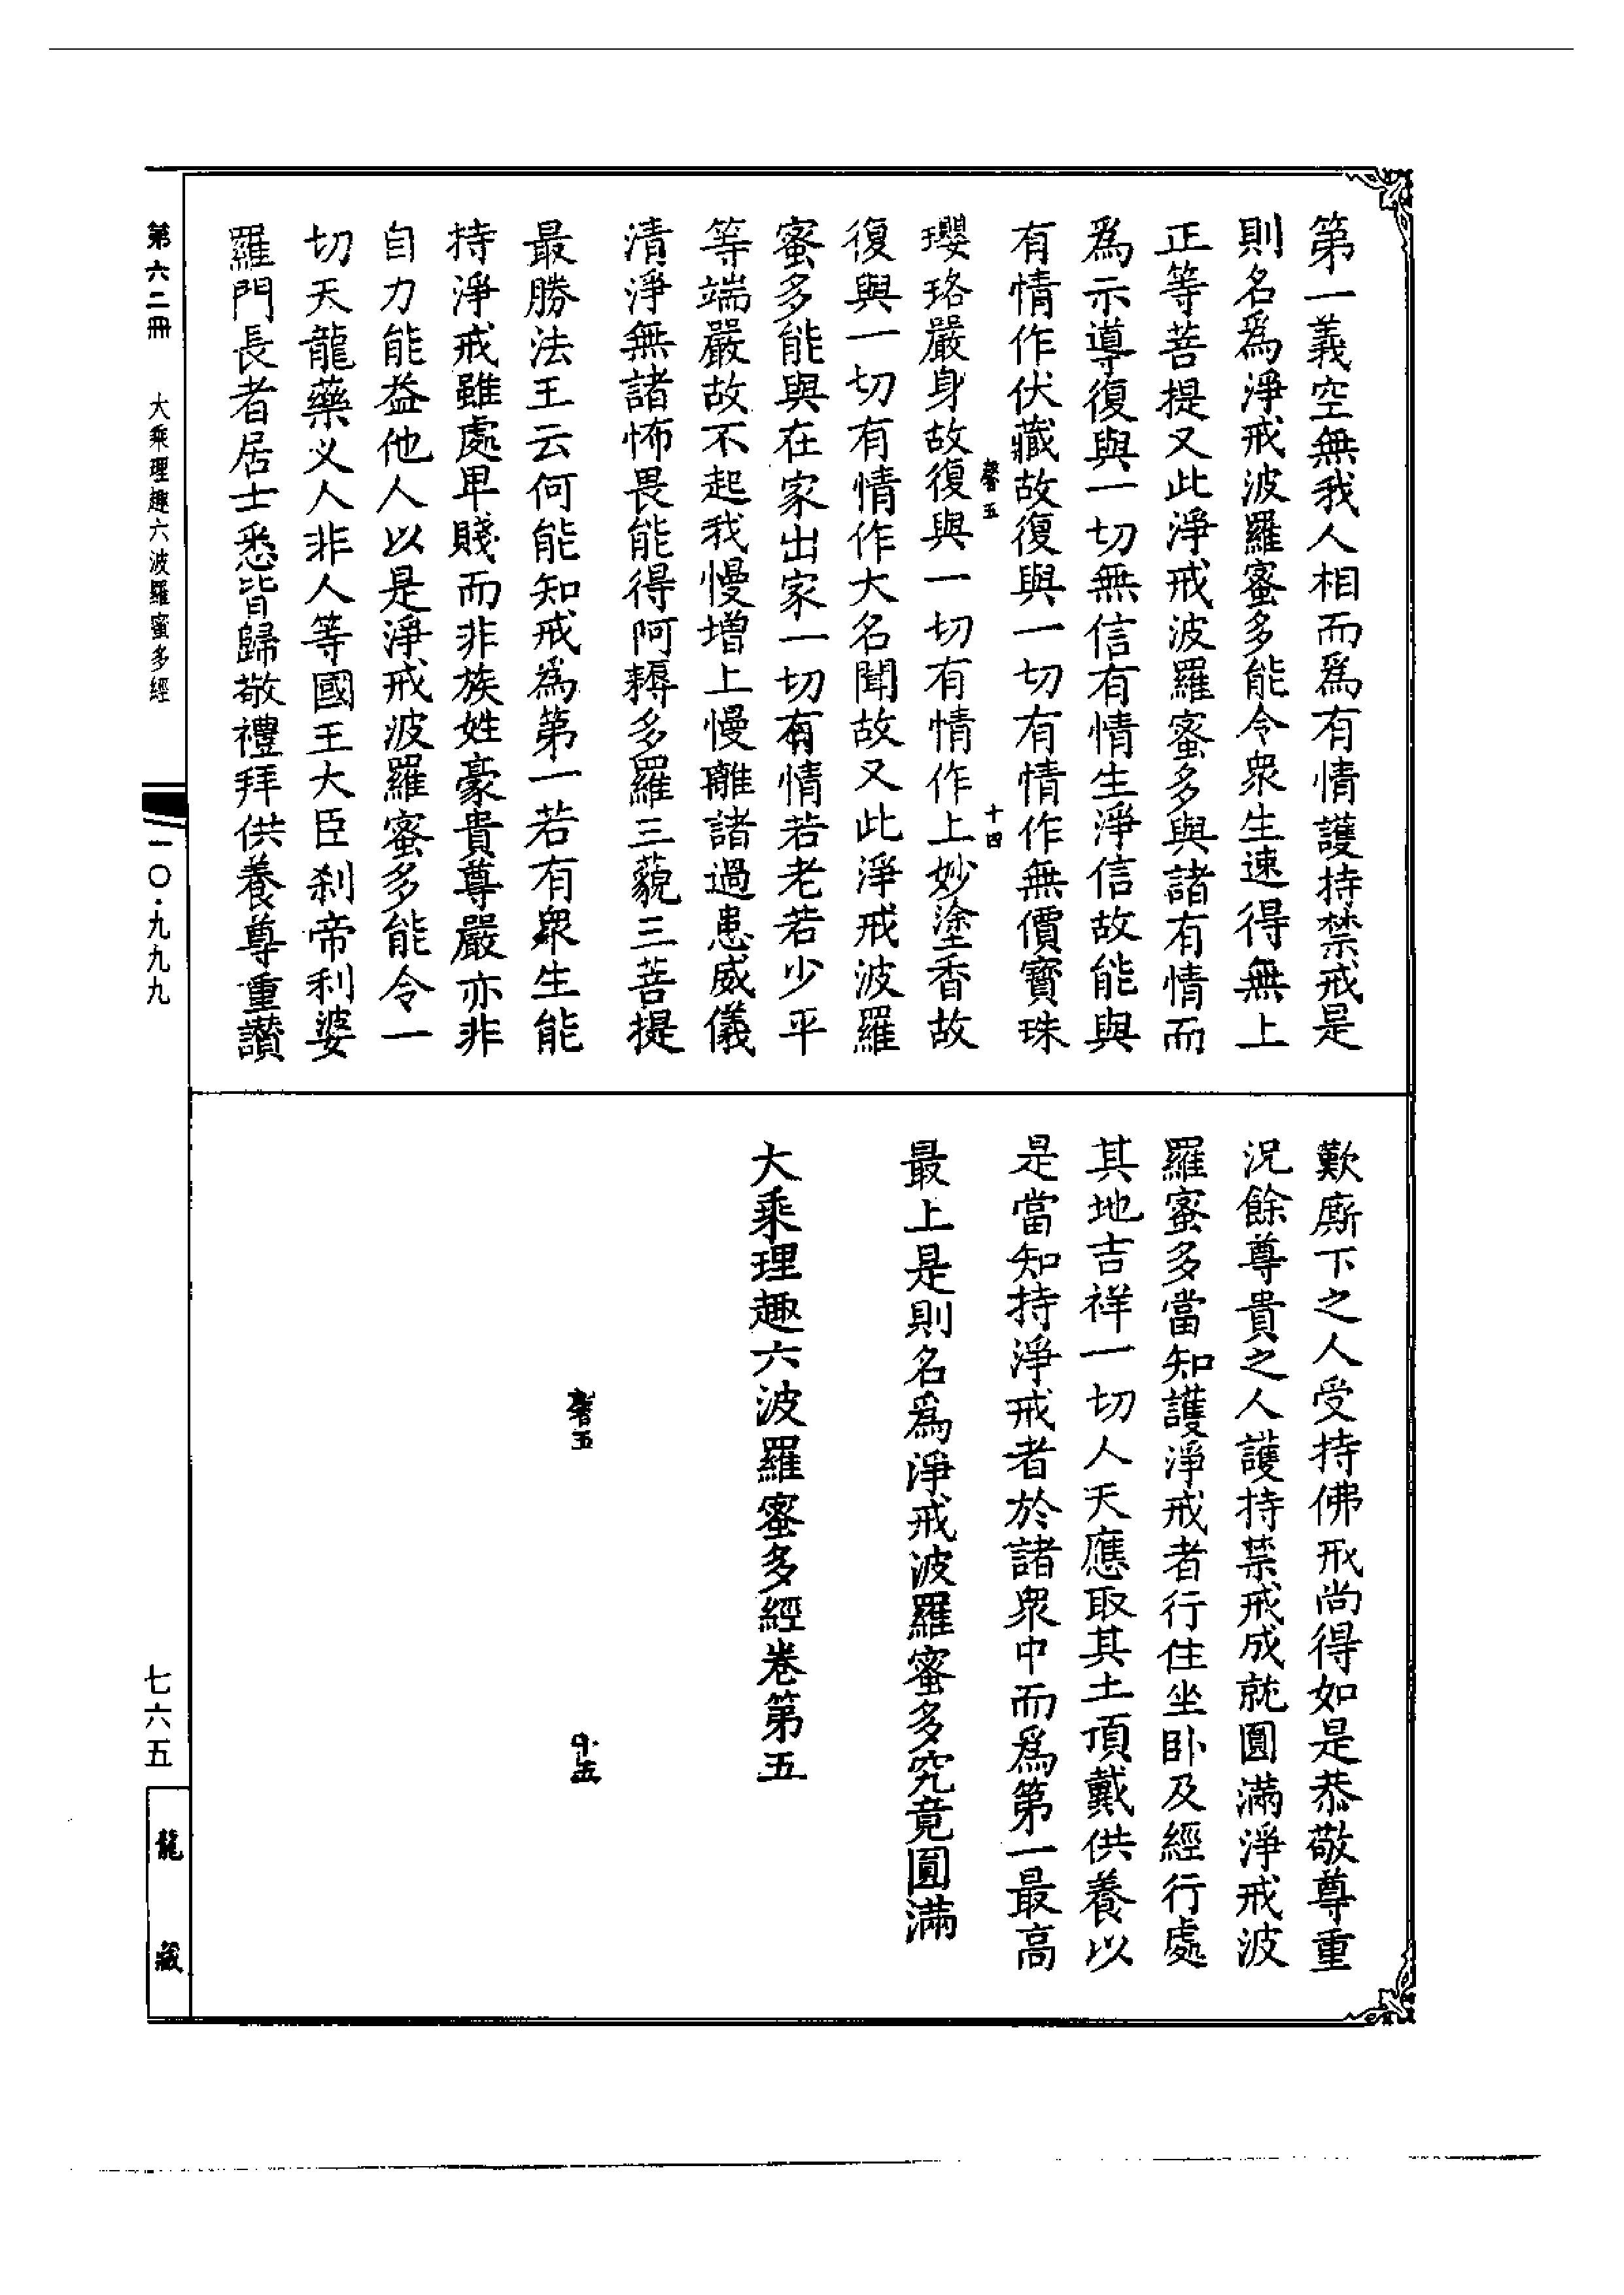 第一義空無我人相而為有情護持禁戒是
則名為淨戒波羅蜜多能令眾生速得無上
正等菩提又此淨戒波羅蜜多與諸有情而
為示導復與一切無信有情生淨信故能與
有情作伏藏故復與一切有情作無價寶珠
馨五
十四
瓔珞嚴身故復與一切有情作上妙塗香故
復與一切有情作大名聞故又此淨戒波羅
蜜多能與在家出家一切有情若老若少平
等端嚴故不起我慢增上慢離諸過患威儀
清淨無諸怖畏能得阿耨多羅三藐三菩提
最勝法王云何能知戒為第一若有眾生能
持淨戒雖處卑賤而非族姓豪貴尊嚴亦非
自力能益他人以是淨戒波羅蜜多能令一
切天龍藥叉人非人等國王大臣刹帝利婆
羅門長者居士悉皆歸敬禮拜供養尊重讚
歎廝下之人受持佛戒尚得如是恭敬尊重
況餘尊貴之人護持禁戒成就圓滿淨戒波
羅蜜多當知護淨戒者行住坐臥及經行處
其地吉祥一切人天應取其土頂戴供養以
是當知持淨戒者於諸眾中而為第一最高
最上是則名為淨戒波羅蜜多究竟圓滿
大乘理趣六波羅蜜多經卷第五
馨五
十五
第六二冊
大乘理趣六波羅蜜多經
一〇·九九九
七六五
龍藏